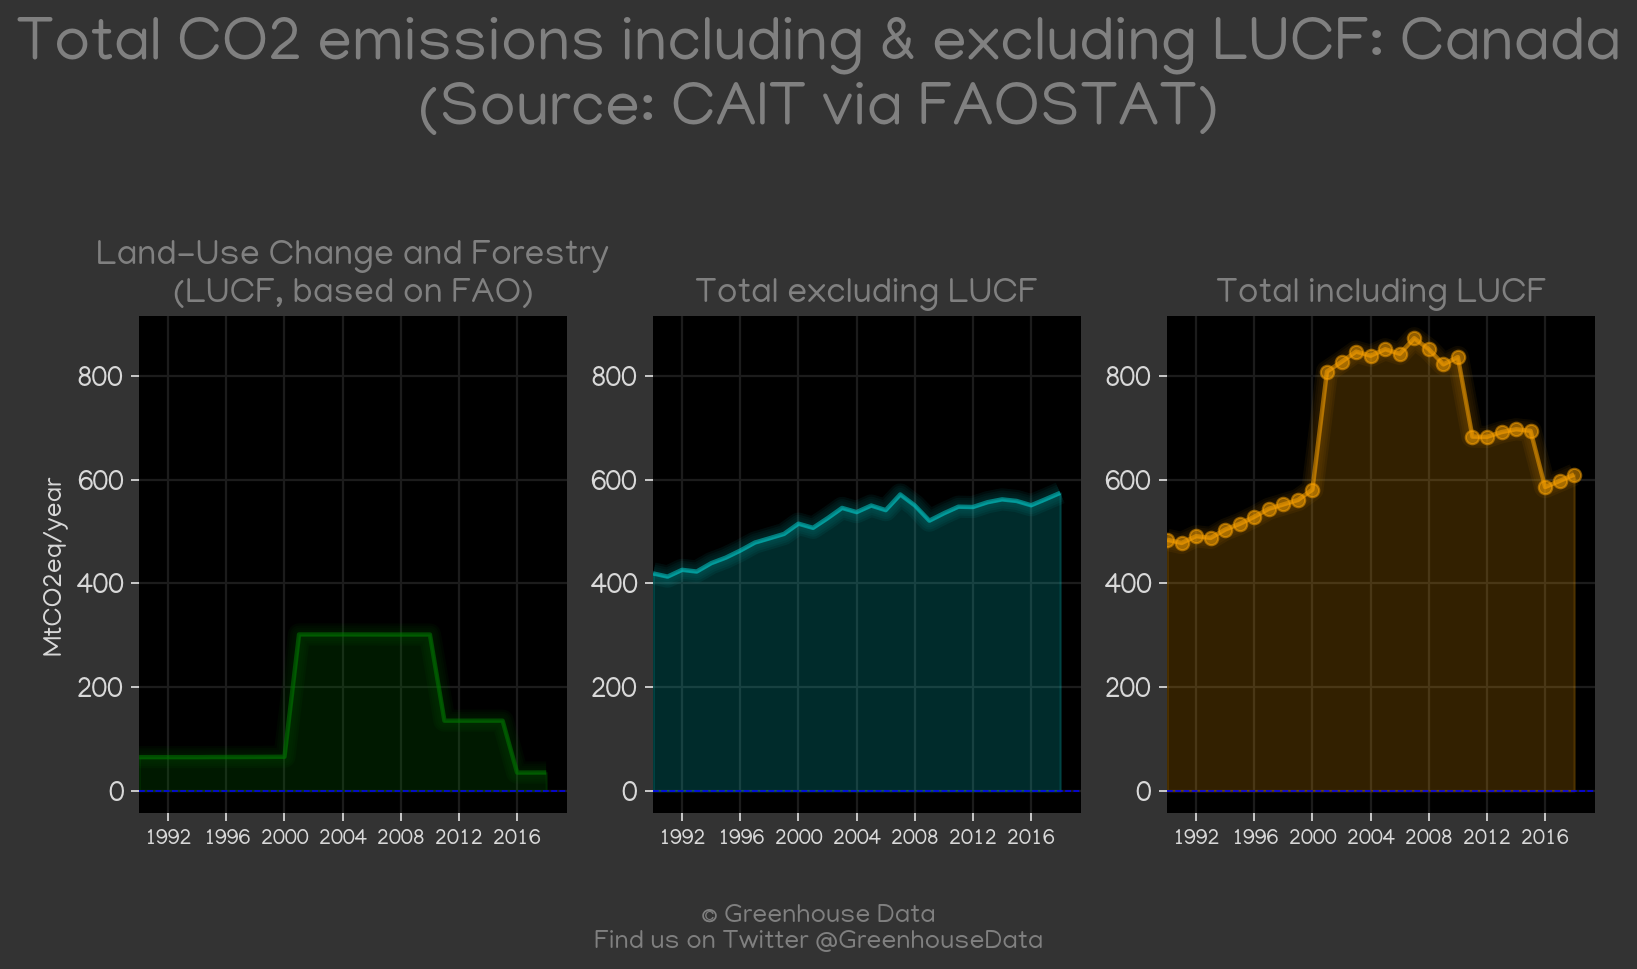 Total CO2 emissions including & excluding LUCF: Canada
(Source: CAIT via FAOSTAT)
Land-Use Change and Forestry
(LUCF, based on FAO)
MtCO2eq/year
800
600
400
200
0
1992 1996 2000 2004 2008 2012 2016
Total excluding LUCF
800
600
400
200
0
1992 1996 2000 2004 2008 2012 2016
Total including LUCF
800
600
400
200
0
1992 1996 2000 2004 2008 2012 2016
© Greenhouse Data
Find us on Twitter @GreenhouseData